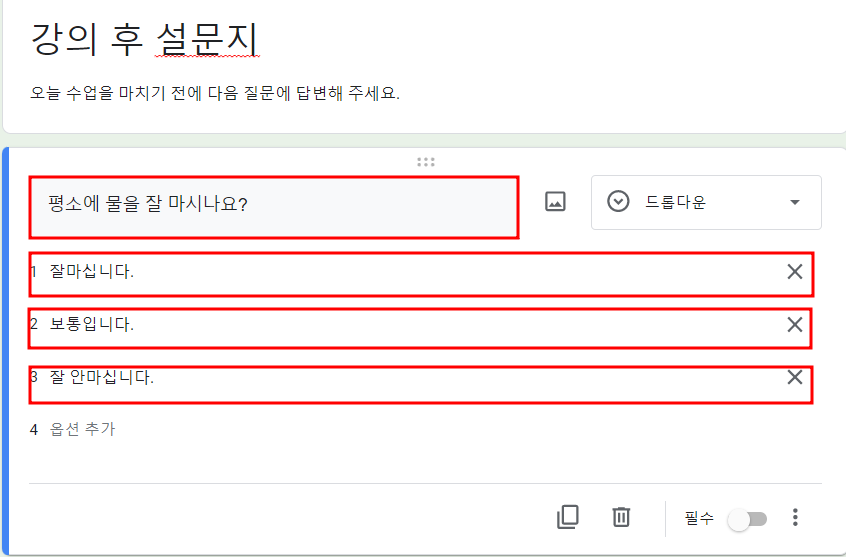 강의 후 설문지
오늘 수업을 마치기 전에 다음 질문에 답변해 주세요.
평소에 물을 잘 마시나요?
드롭다운
1 잘마십니다.
2 보통입니다.
3 잘 안마십니다.
4 옵션 추가
필수